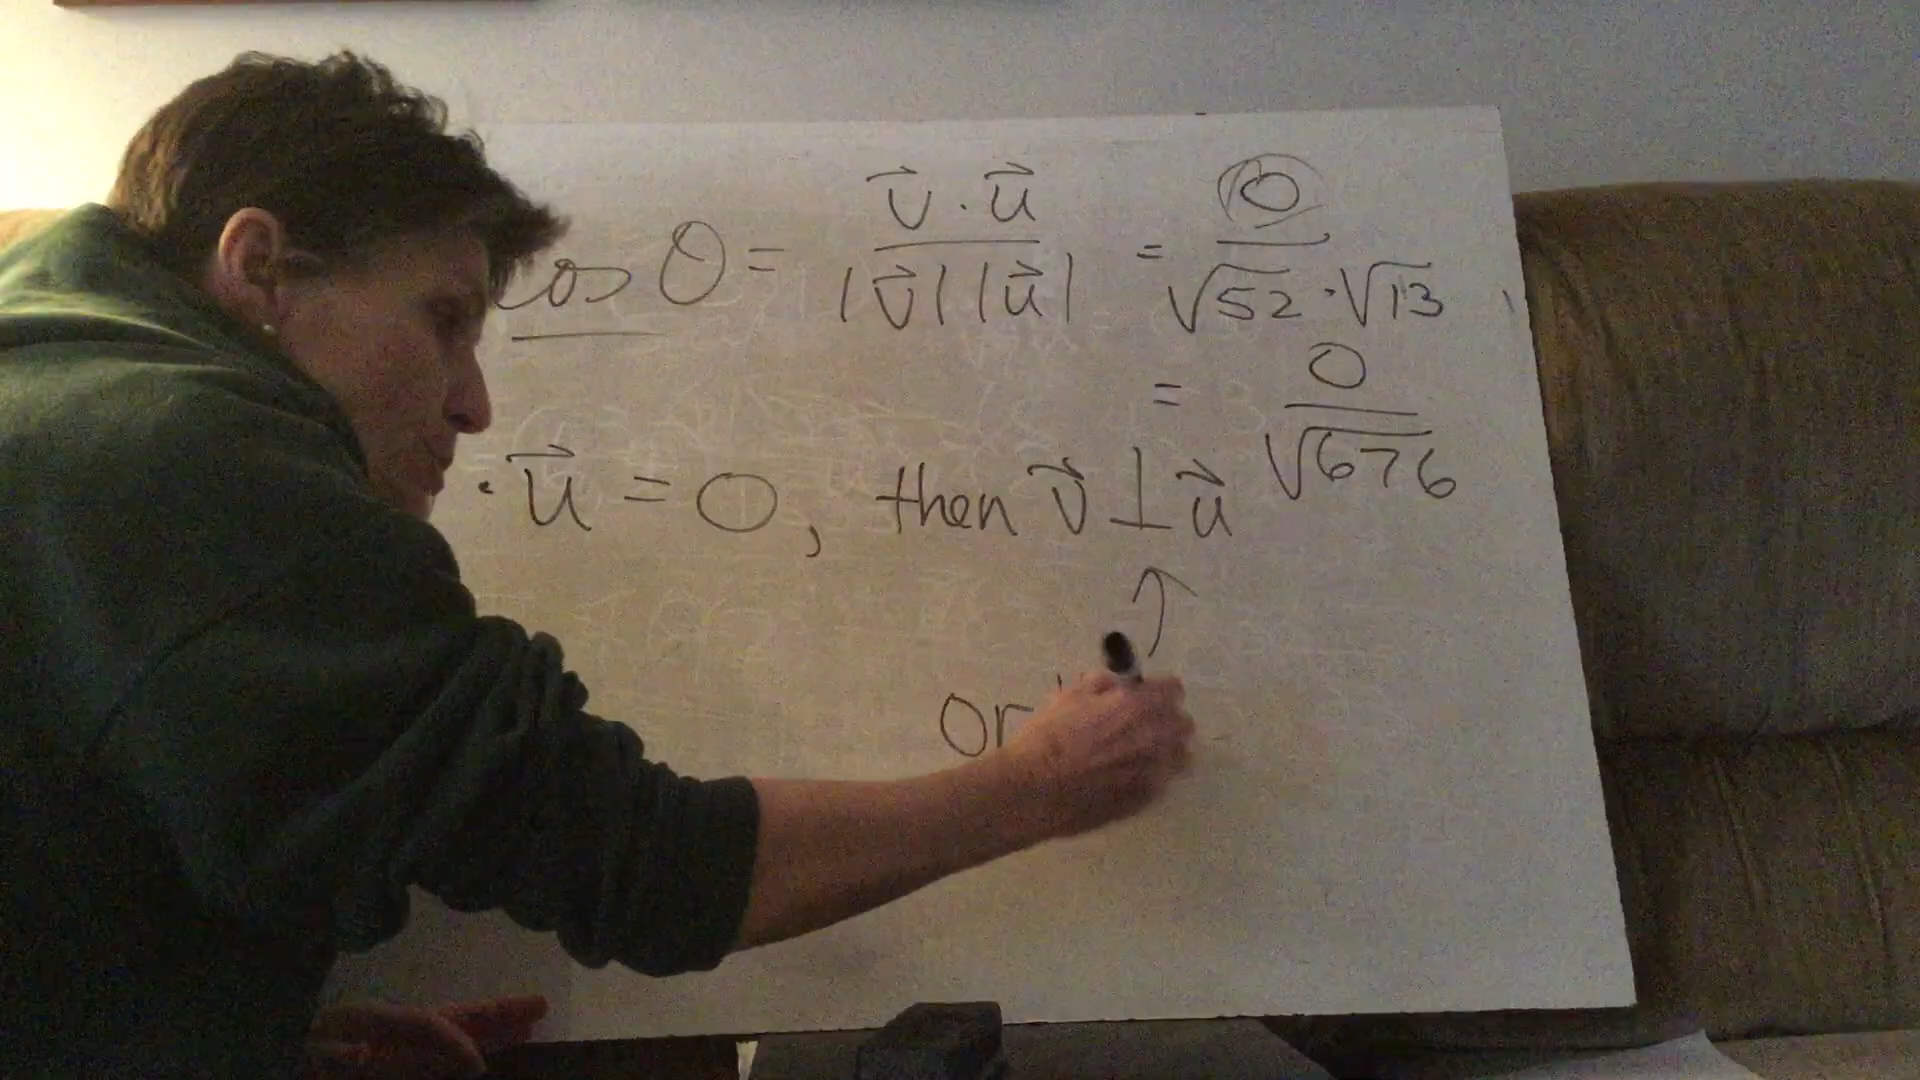 cos θ = v⃗ · u⃗ / |v⃗| |u⃗| = 0 / √52 · √13
= 0 / √676
· u⃗ = 0, then v⃗ ⊥ u⃗
↑
or